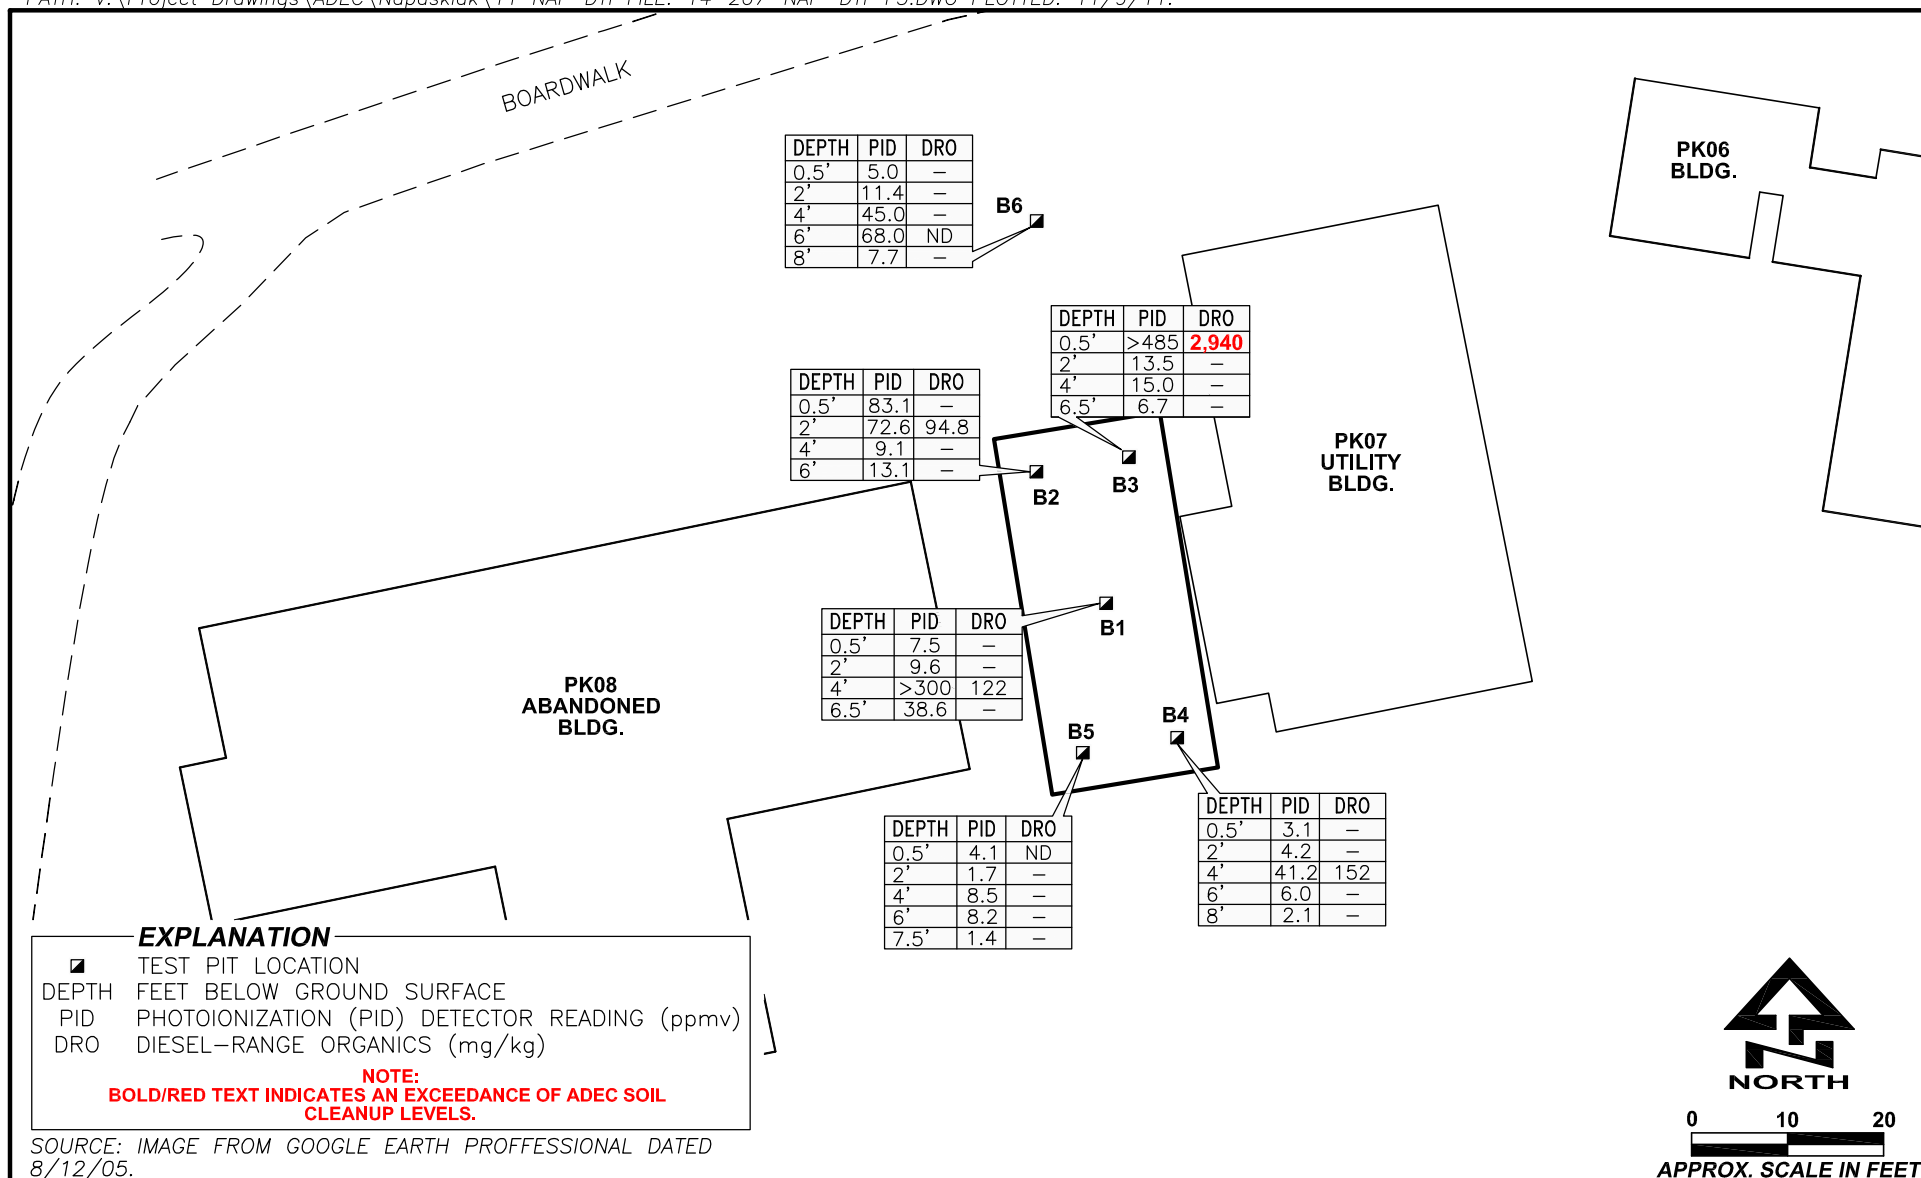 BOARDWALK
DEPTH PID DRO
0.5' 5.0 –
2' 11.4 –
4' 45.0 –
6' 68.0 ND
8' 7.7 –
B6
PK06
BLDG.
DEPTH PID DRO
0.5' >485 2,940
2' 13.5 –
4' 15.0 –
6.5' 6.7 –
DEPTH PID DRO
0.5' 83.1 –
2' 72.6 94.8
4' 9.1 –
6' 13.1 –
B2
B3
PK07
UTILITY
BLDG.
DEPTH PID DRO
0.5' 7.5 –
2' 9.6 –
4' >300 122
6.5' 38.6 –
B1
PK08
ABANDONED
BLDG.
B5
B4
DEPTH PID DRO
0.5' 4.1 ND
2' 1.7 –
4' 8.5 –
6' 8.2 –
7.5' 1.4 –
DEPTH PID DRO
0.5' 3.1 –
2' 4.2 –
4' 41.2 152
6' 6.0 –
8' 2.1 –
EXPLANATION
TEST PIT LOCATION
DEPTH FEET BELOW GROUND SURFACE
PID PHOTOIONIZATION (PID) DETECTOR READING (ppmv)
DRO DIESEL–RANGE ORGANICS (mg/kg)
NOTE:
BOLD/RED TEXT INDICATES AN EXCEEDANCE OF ADEC SOIL
CLEANUP LEVELS.
SOURCE: IMAGE FROM GOOGLE EARTH PROFFESSIONAL DATED
8/12/05.
NORTH
0 10 20
APPROX. SCALE IN FEET